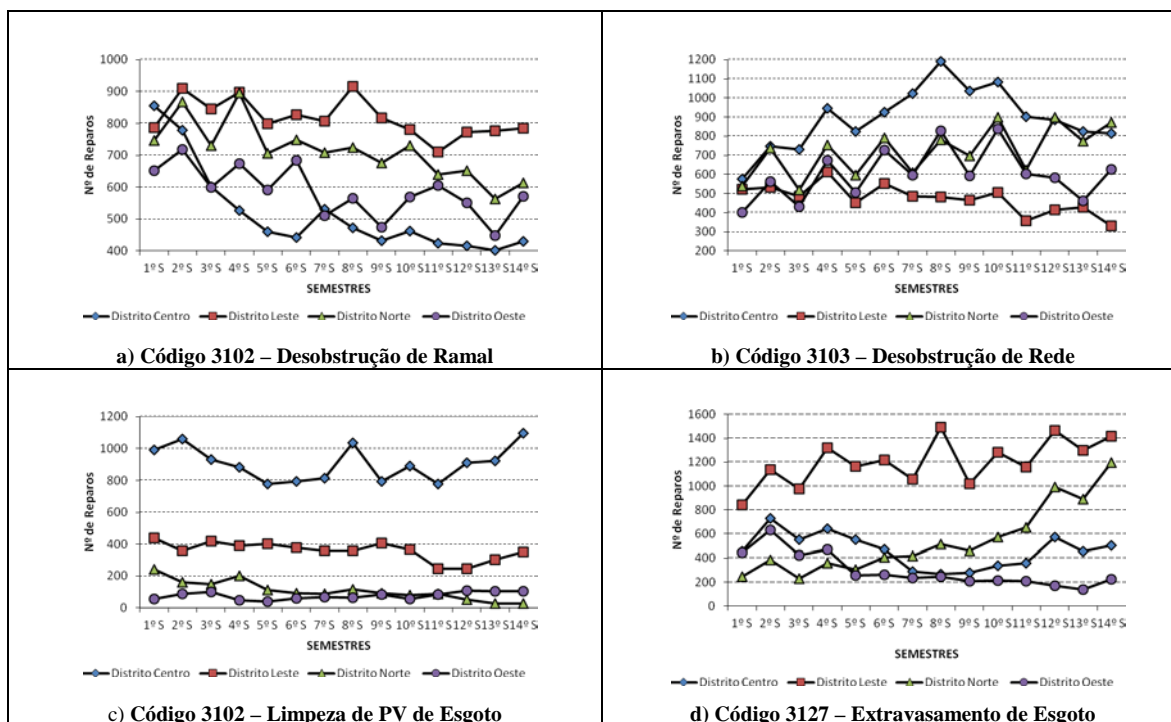 1000
900
800
700
600
500
400
Nº de Reparos
1º S 2º S 3º S 4º S 5º S 6º S 7º S 8º S 9º S 10º S 11º S 12º S 13º S 14º S
SEMESTRES
Distrito Centro Distrito Leste Distrito Norte Distrito Oeste
a) Código 3102 – Desobstrução de Ramal
1200
1100
1000
900
800
700
600
500
400
300
200
Nº de Reparos
1º S 2º S 3º S 4º S 5º S 6º S 7º S 8º S 9º S 10º S 11º S 12º S 13º S 14º S
SEMESTRES
Distrito Centro Distrito Leste Distrito Norte Distrito Oeste
b) Código 3103 – Desobstrução de Rede
1200
1000
800
600
400
200
0
Nº de Reparos
1º S 2º S 3º S 4º S 5º S 6º S 7º S 8º S 9º S 10º S 11º S 12º S 13º S 14º S
SEMESTRES
Distrito Centro Distrito Leste Distrito Norte Distrito Oeste
c) Código 3102 – Limpeza de PV de Esgoto
1600
1400
1200
1000
800
600
400
200
0
Nº de Reparos
1º S 2º S 3º S 4º S 5º S 6º S 7º S 8º S 9º S 10º S 11º S 12º S 13º S 14º S
SEMESTRES
Distrito Centro Distrito Leste Distrito Norte Distrito Oeste
d) Código 3127 – Extravasamento de Esgoto